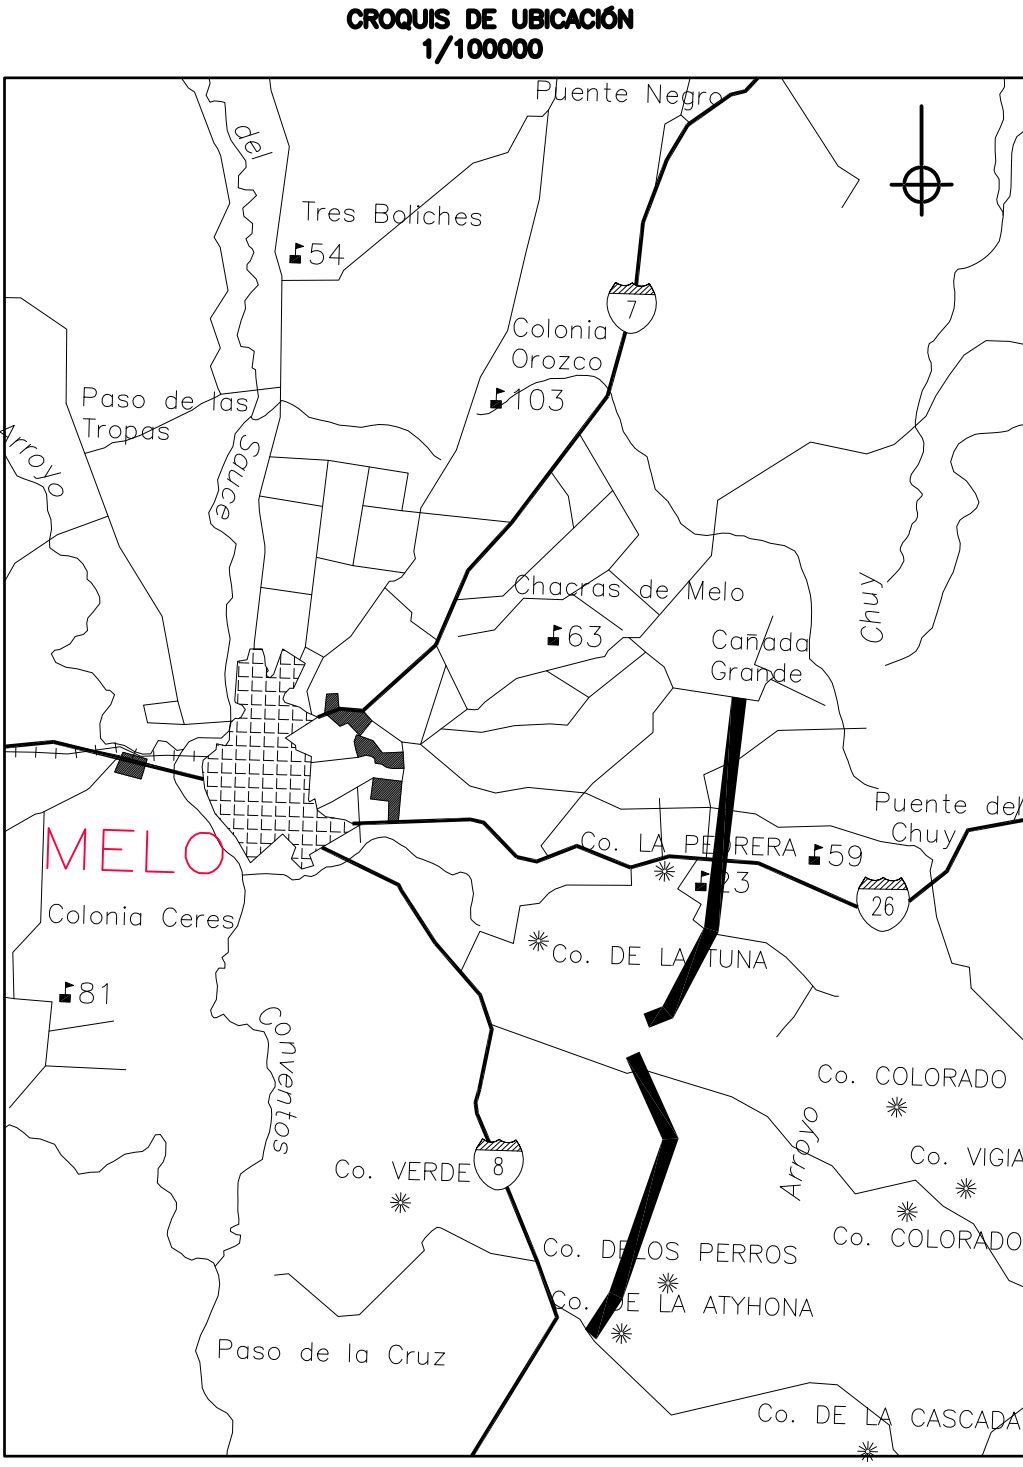 CROQUIS DE UBICACIÓN
1/100000
Puente Negro
del
Tres Boliches
54
7
Colonia
Orozco
103
Paso de las
Tropas
Arroyo
Sauce
Chacras de Melo
63
Chuy
Cañada
Grande
Puente del
Chuy
MELO
Co. LA PEDRERA
59
23
26
Colonia Ceres
Co. DE LA TUNA
81
Conventos
Co. COLORADO
Arroyo
Co. VERDE
8
Co. VIGIA
Co. COLORADO
Co. DE LOS PERROS
Co. DE LA ATYHONA
Paso de la Cruz
Co. DE LA CASCADA